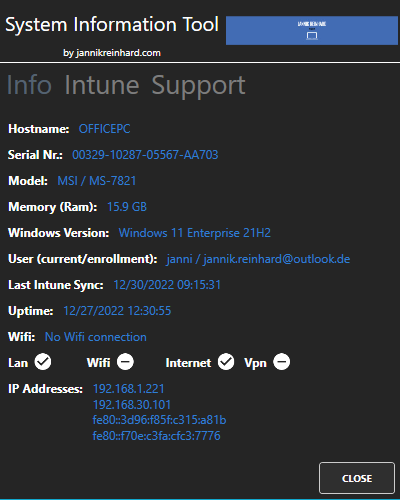 System Information Tool
JANNIK REINHARD
by jannikreinhard.com
Info Intune Support
Hostname: OFFICEPC
Serial Nr.: 00329-10287-05567-AA703
Model: MSI / MS-7821
Memory (Ram): 15.9 GB
Windows Version: Windows 11 Enterprise 21H2
User (current/enrollment): janni / jannik.reinhard@outlook.de
Last Intune Sync: 12/30/2022 09:15:31
Uptime: 12/27/2022 12:30:55
Wifi: No Wifi connection
Lan Wifi Internet Vpn
IP Addresses: 192.168.1.221
192.168.30.101
fe80::3d96:f85f:c315:a81b
fe80::f70e:c3fa:cfc3:7776
CLOSE